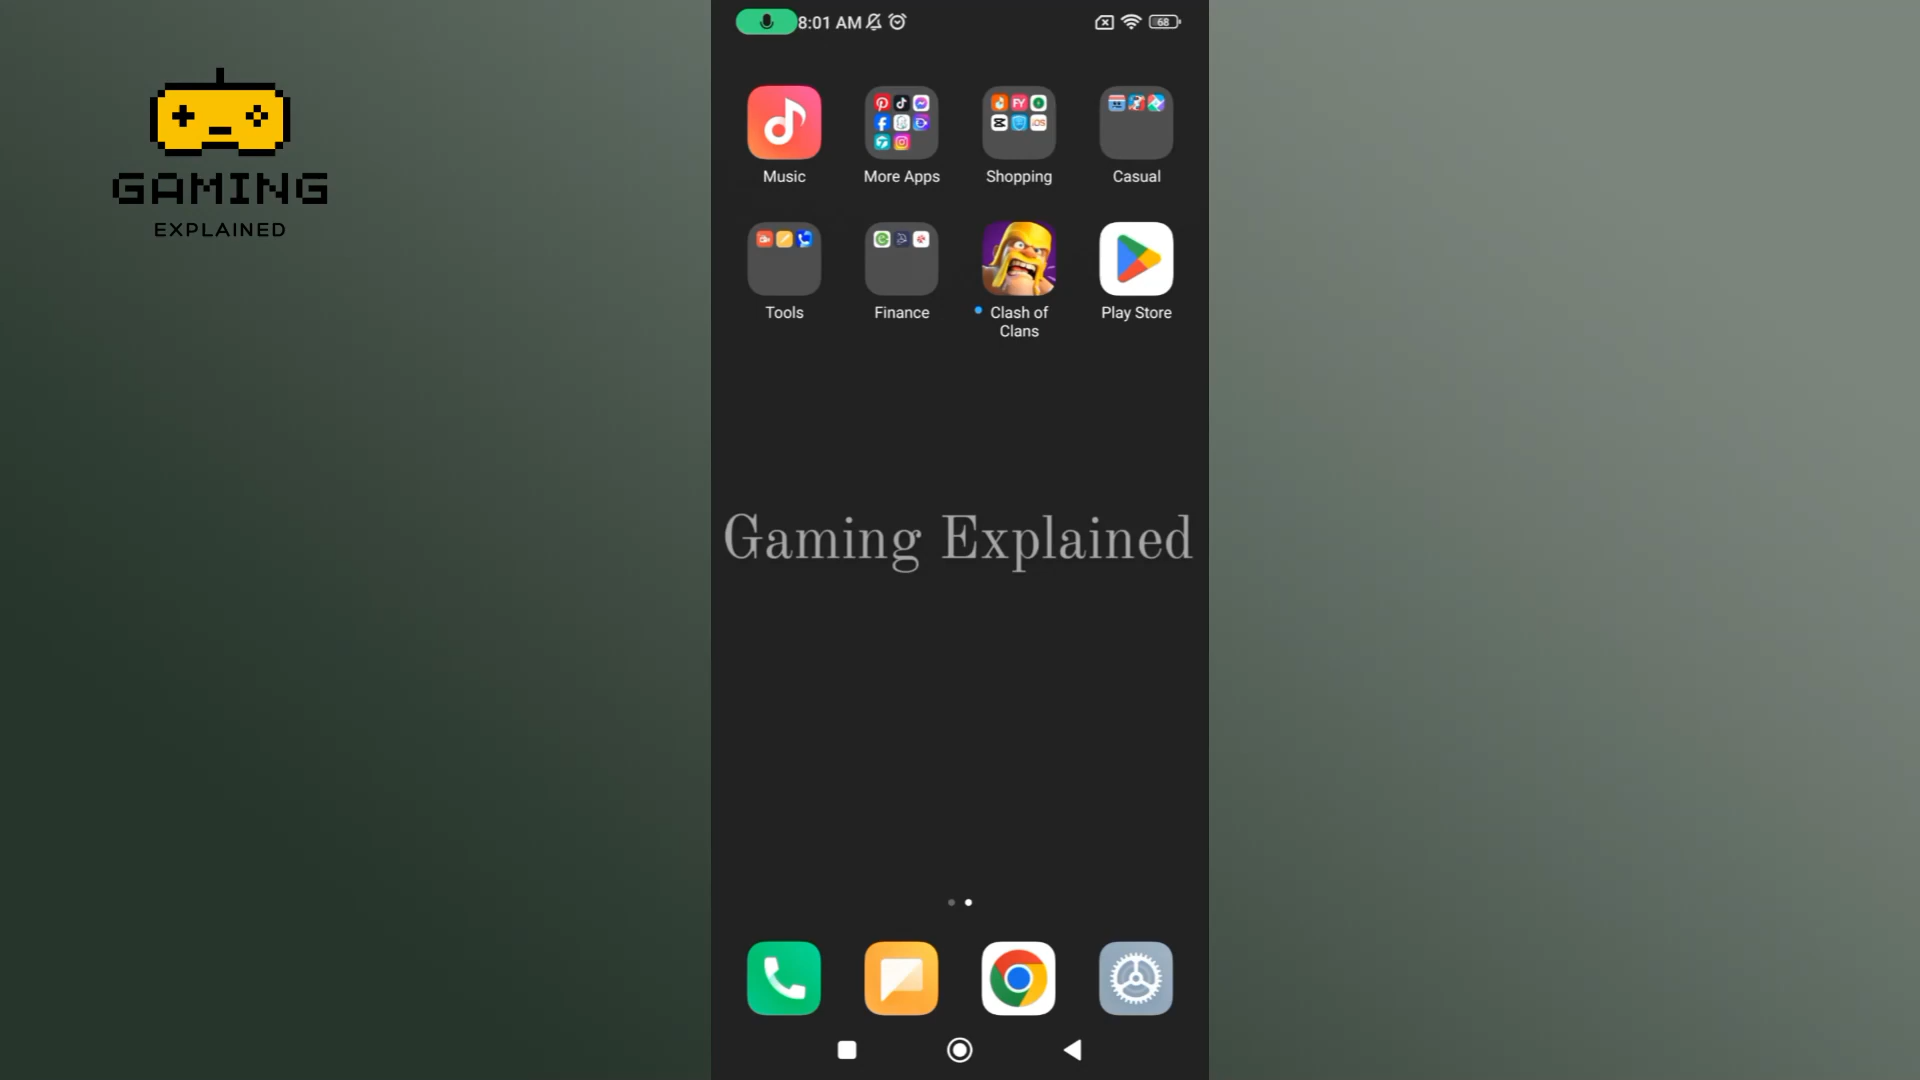 GAMING
EXPLAINED
8:01 AM
68
Music
More Apps
Shopping
Casual
Tools
Finance
Clash of
Clans
Play Store
Gaming Explained